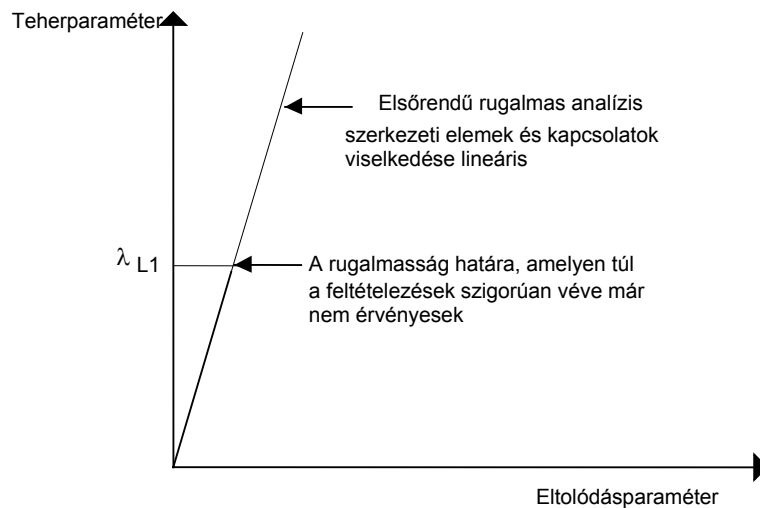 Teherparaméter
Elsőrendű rugalmas analízis
szerkezeti elemek és kapcsolatok
viselkedése lineáris
λ L1
A rugalmasság határa, amelyen túl
a feltételezések szigorúan véve már
nem érvényesek
Eltolódásparaméter